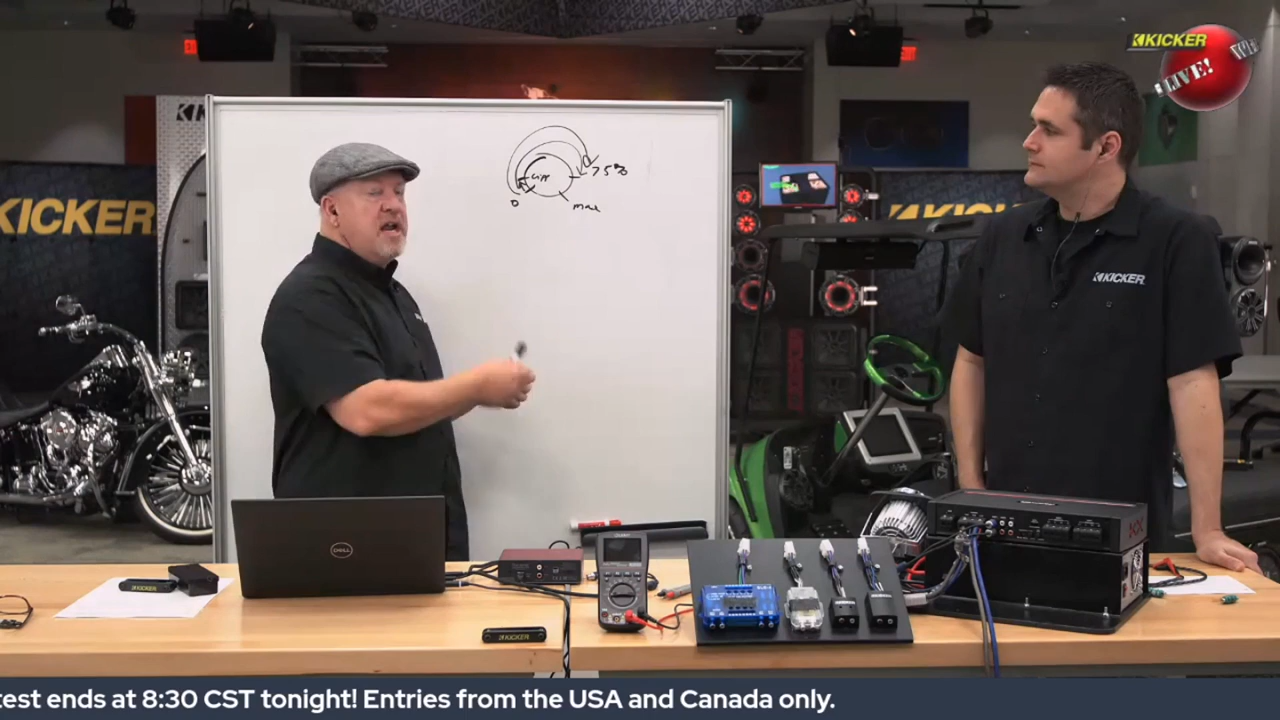 KICKER
LIVE!
KICKER
75%
0
max
KICKER
DELL
KICKER
KICKER
test ends at 8:30 CST tonight! Entries from the USA and Canada only.